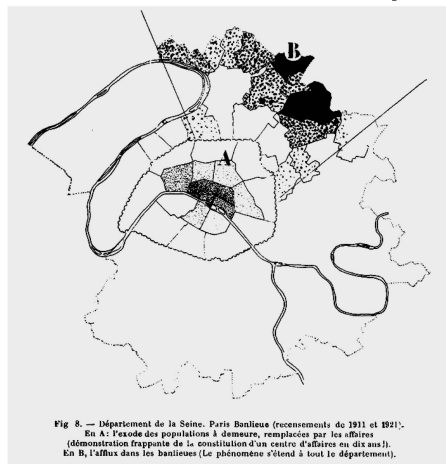 B
A
Fig 8. — Département de la Seine. Paris Banlieue (recensements de 1911 et 1921).
En A : l'exode des populations à demeure, remplacées par les affaires
(démonstration frappante de la constitution d'un centre d'affaires en dix ans!).
En B, l'afflux dans les banlieues (Le phénomène s'étend à tout le département).